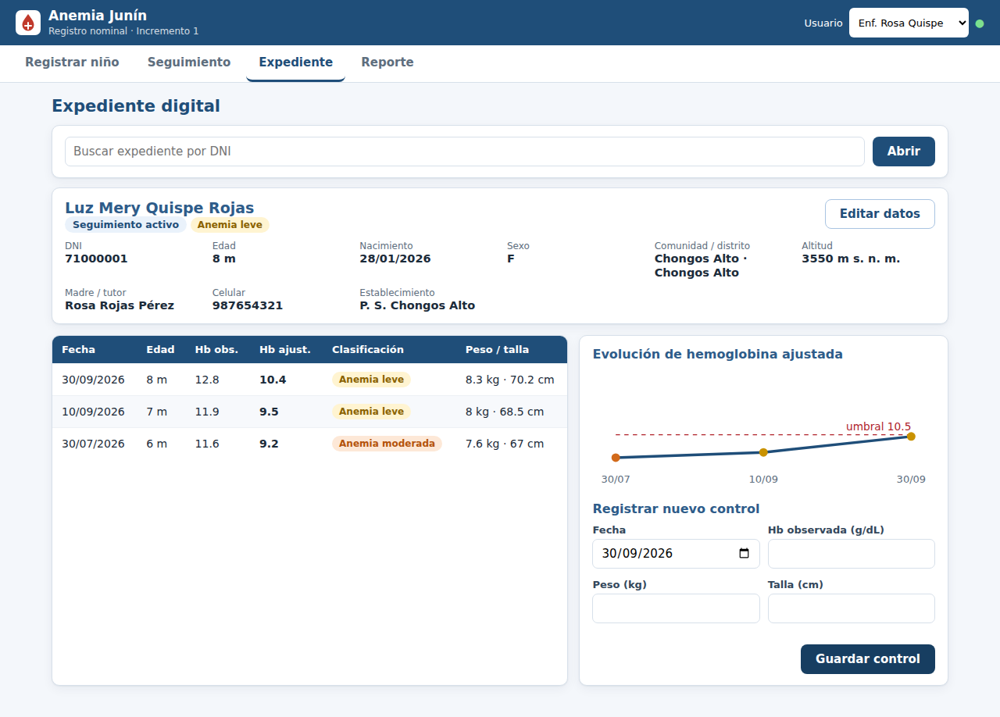 Anemia Junín
Registro nominal · Incremento 1
Usuario
Enf. Rosa Quispe
Registrar niño
Seguimiento
Expediente
Reporte
Expediente digital
Buscar expediente por DNI
Abrir
Luz Mery Quispe Rojas
Seguimiento activo
Anemia leve
Editar datos
DNI
71000001
Edad
8 m
Nacimiento
28/01/2026
Sexo
F
Comunidad / distrito
Chongos Alto ·
Chongos Alto
Altitud
3550 m s. n. m.
Madre / tutor
Rosa Rojas Pérez
Celular
987654321
Establecimiento
P. S. Chongos Alto
Fecha Edad Hb obs. Hb ajust. Clasificación Peso / talla
30/09/2026 8 m 12.8 10.4 Anemia leve 8.3 kg · 70.2 cm
10/09/2026 7 m 11.9 9.5 Anemia leve 8 kg · 68.5 cm
30/07/2026 6 m 11.6 9.2 Anemia moderada 7.6 kg · 67 cm
Evolución de hemoglobina ajustada
umbral 10.5
30/07 10/09 30/09
Registrar nuevo control
Fecha
30/09/2026
Hb observada (g/dL)
Peso (kg)
Talla (cm)
Guardar control